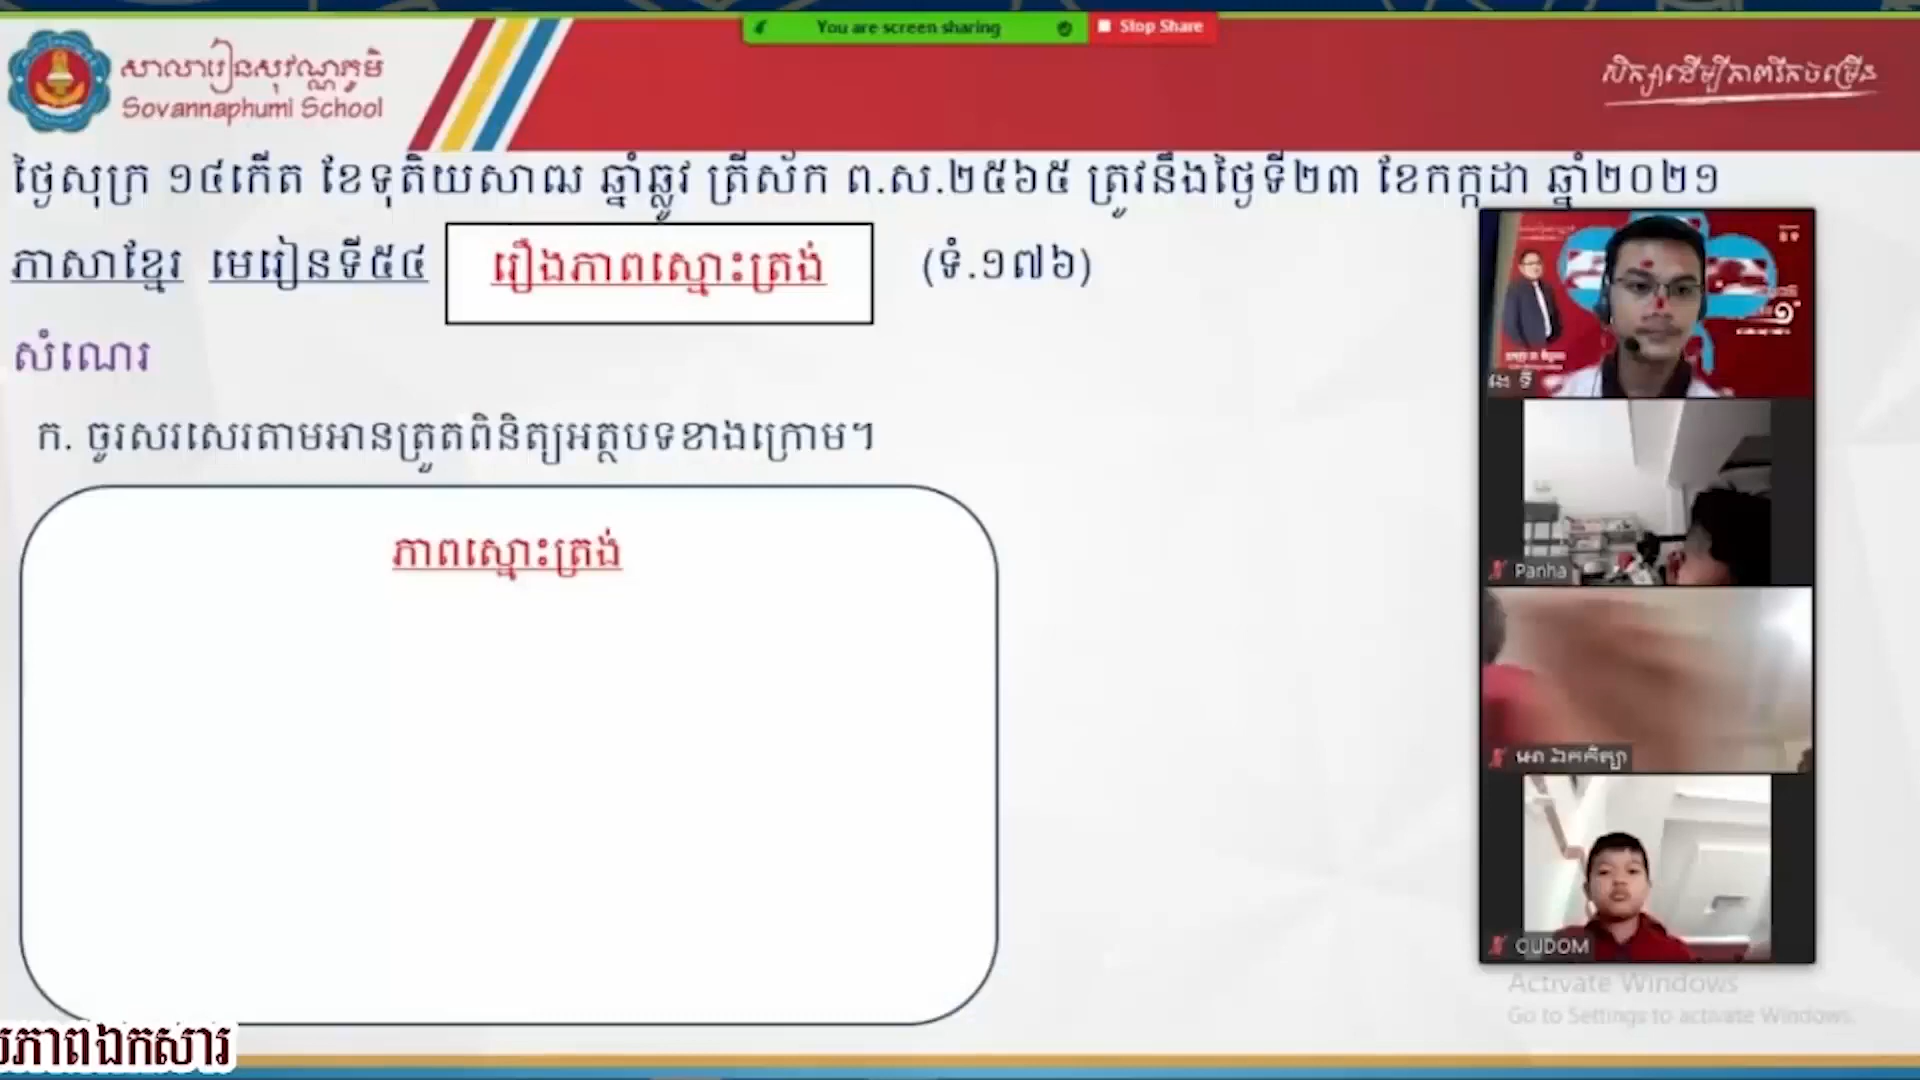 You are screen sharing
Stop Share
សាលារៀនសុវណ្ណភូមិ
Sovannaphumi School
សិក្សាដើម្បីភាពរីកចម្រើន
ថ្ងៃសុក្រ ១៤កើត ខែទុតិយសាឍ ឆ្នាំឆ្លូវ ត្រីស័ក ព.ស.២៥៦៥ ត្រូវនឹងថ្ងៃទី២៣ ខែកក្កដា ឆ្នាំ២០២១
ភាសាខ្មែរ មេរៀនទី៥៤ រឿងភាពស្មោះត្រង់ (ទំ.១៧៦)
សំណេរ
ក. ចូរសរសេរតាមអានត្រួតពិនិត្យអត្ថបទខាងក្រោម។
ភាពស្មោះត្រង់
Panha
OUDOM
Activate Windows
Go to Settings to activate Windows.
ភាពឯកសារ